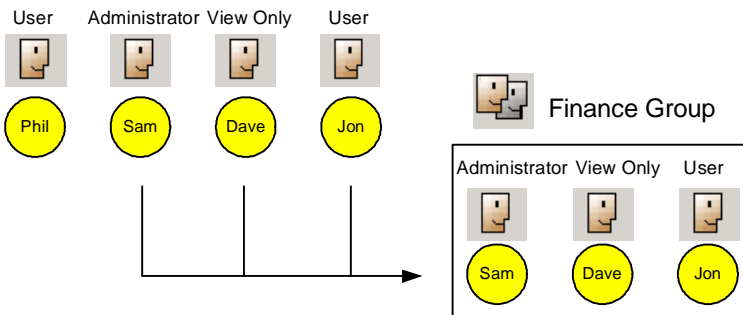 User Administrator View Only User
Phil Sam Dave Jon
Finance Group
Administrator View Only User
Sam Dave Jon